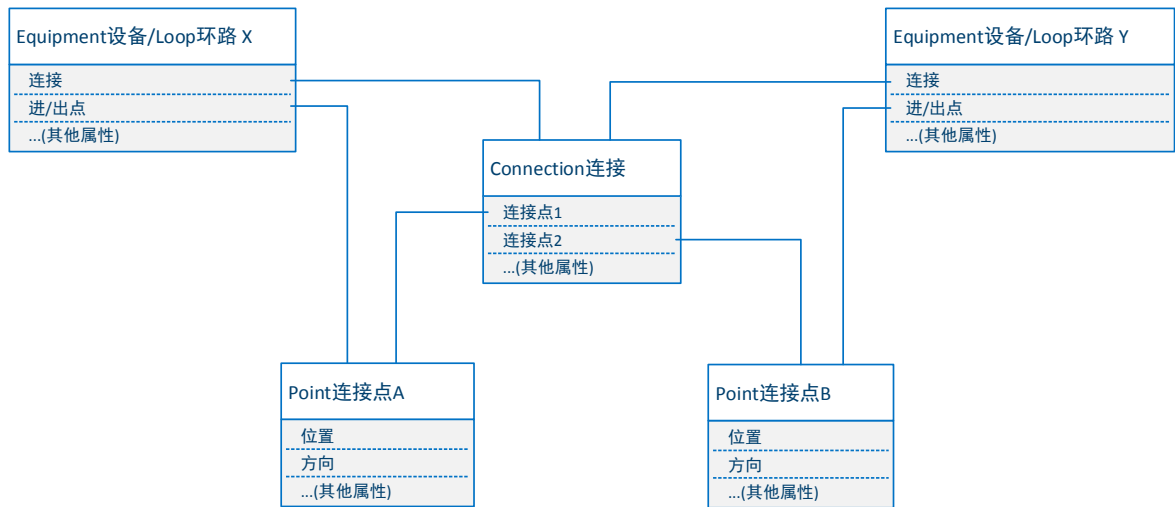 Equipment设备/Loop环路 X
连接
进/出点
...(其他属性)
Equipment设备/Loop环路 Y
连接
进/出点
...(其他属性)
Connection连接
连接点1
连接点2
...(其他属性)
Point连接点A
位置
方向
...(其他属性)
Point连接点B
位置
方向
...(其他属性)